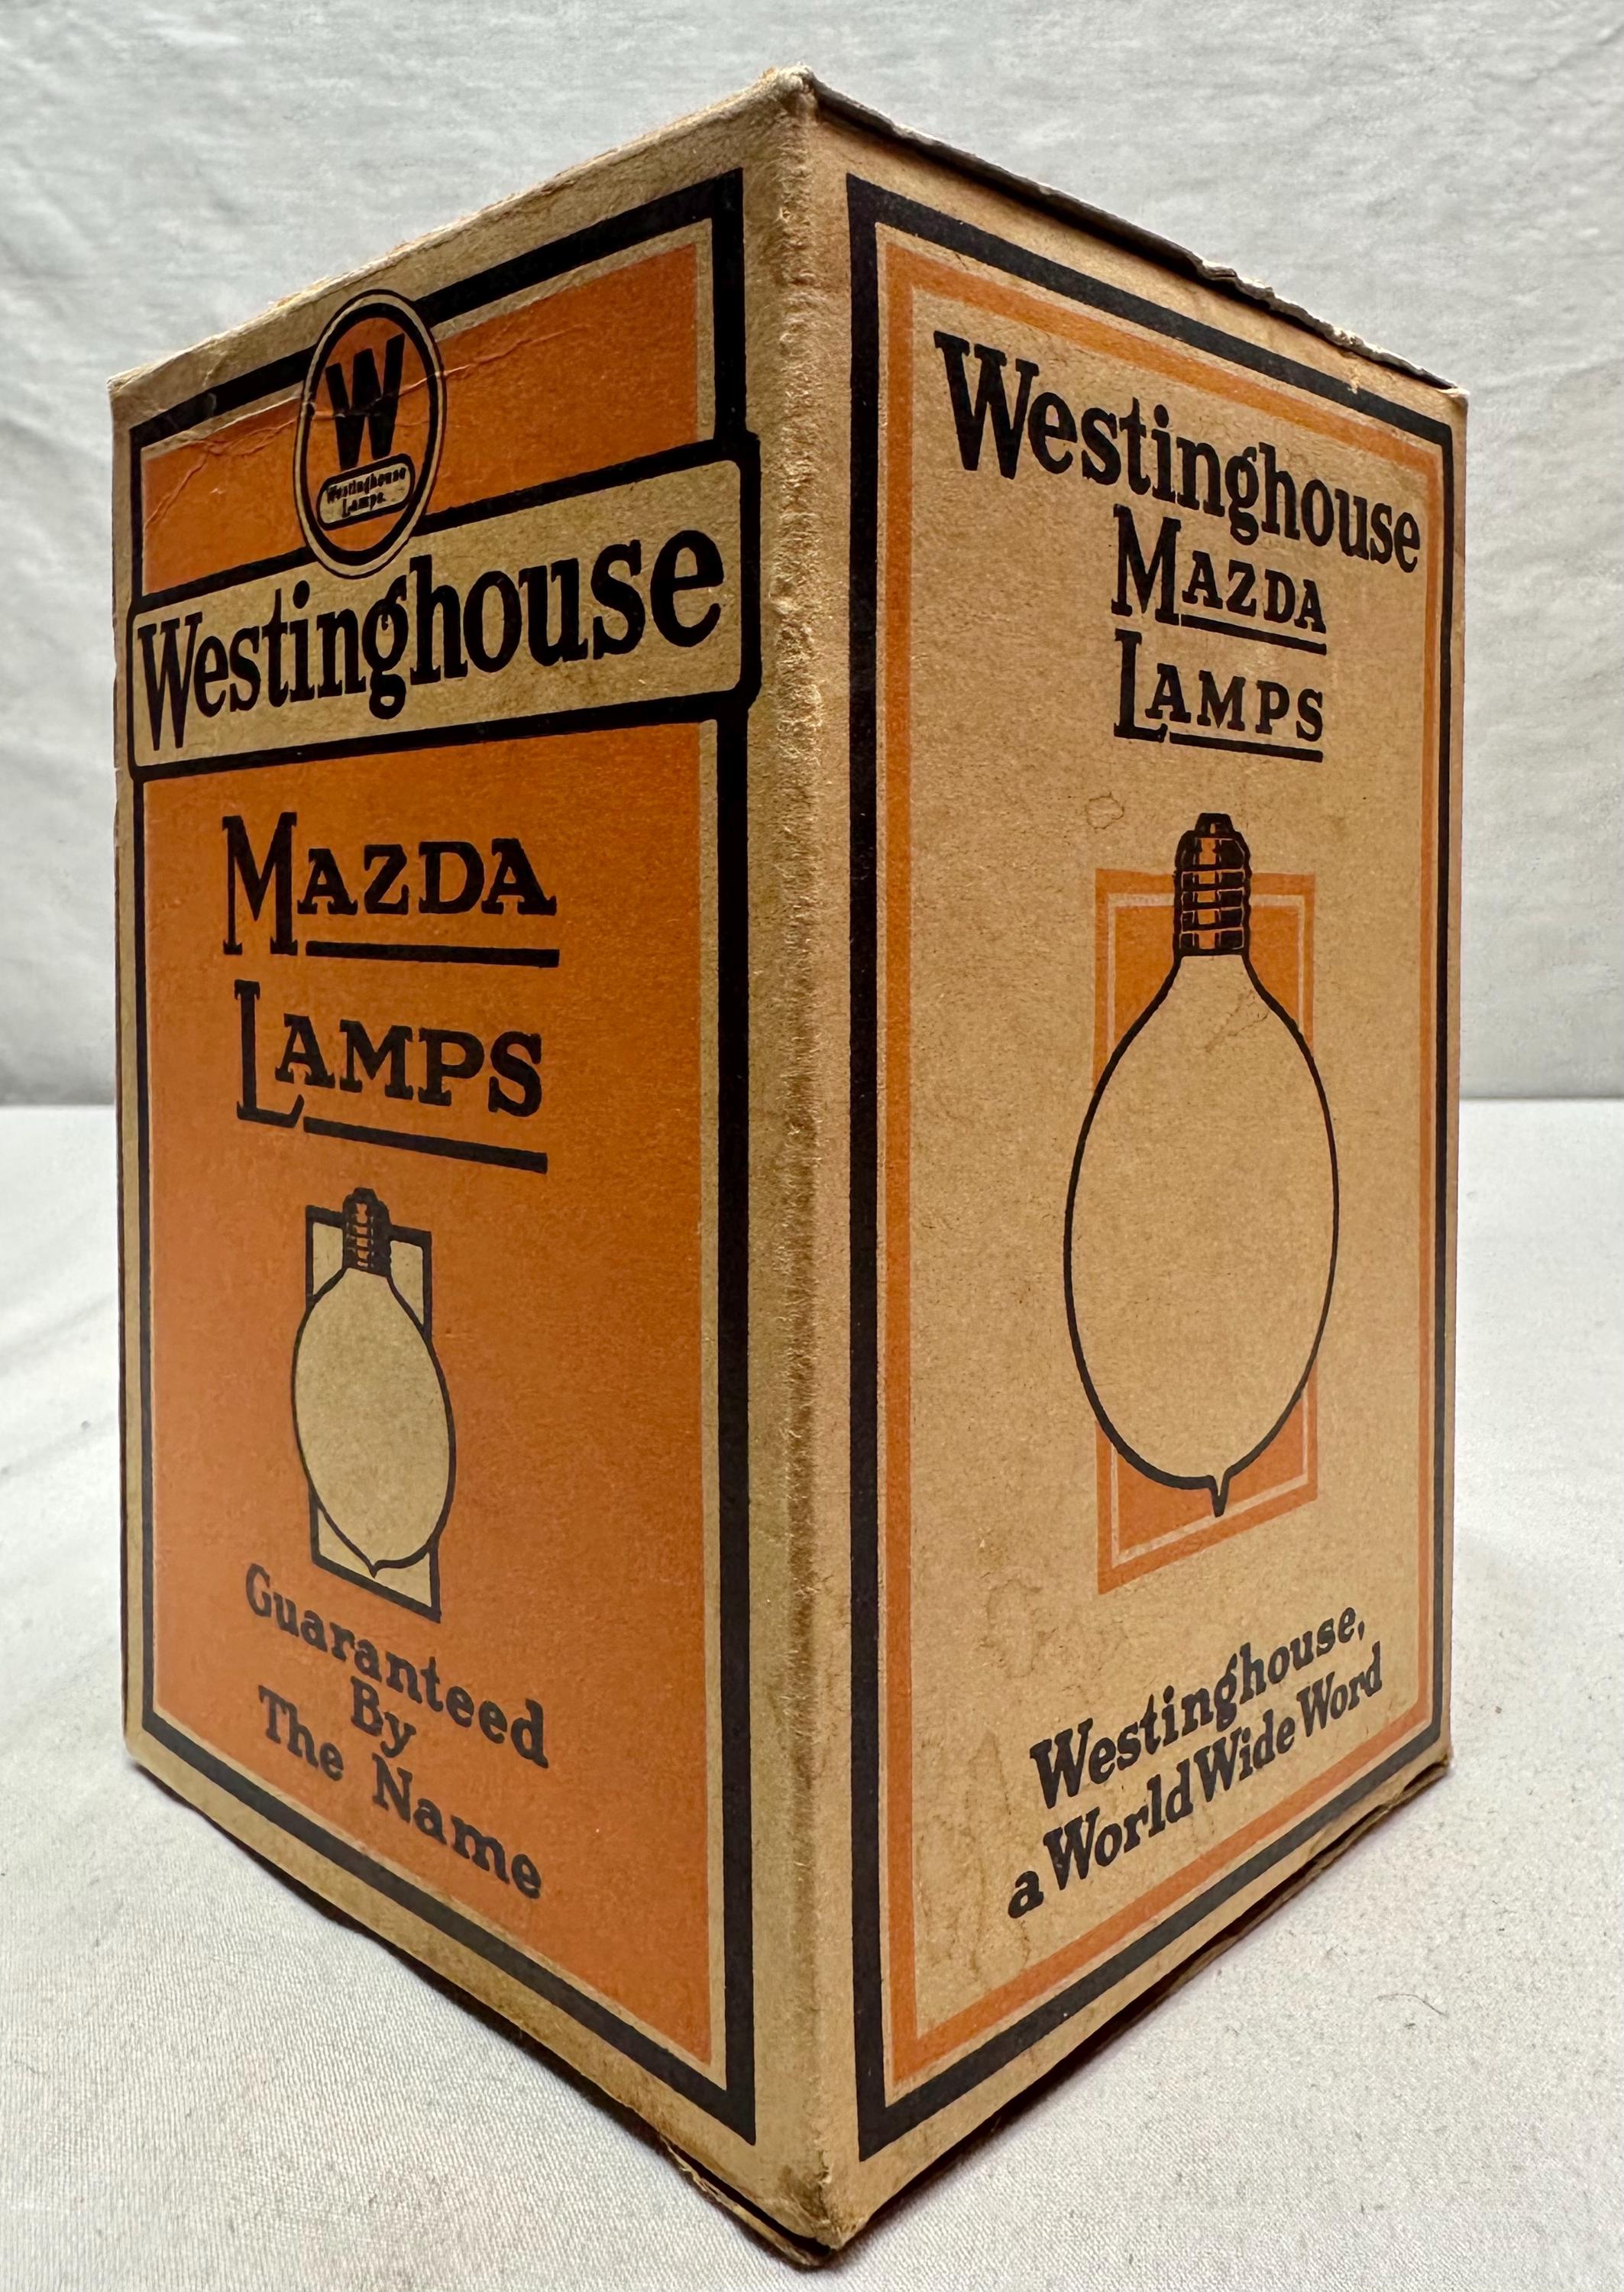 W
Westinghouse
Lamps.
Westinghouse
MAZDA
LAMPS
Guaranteed
By
The Name
Westinghouse
MAZDA
LAMPS
Westinghouse,
a World Wide Word